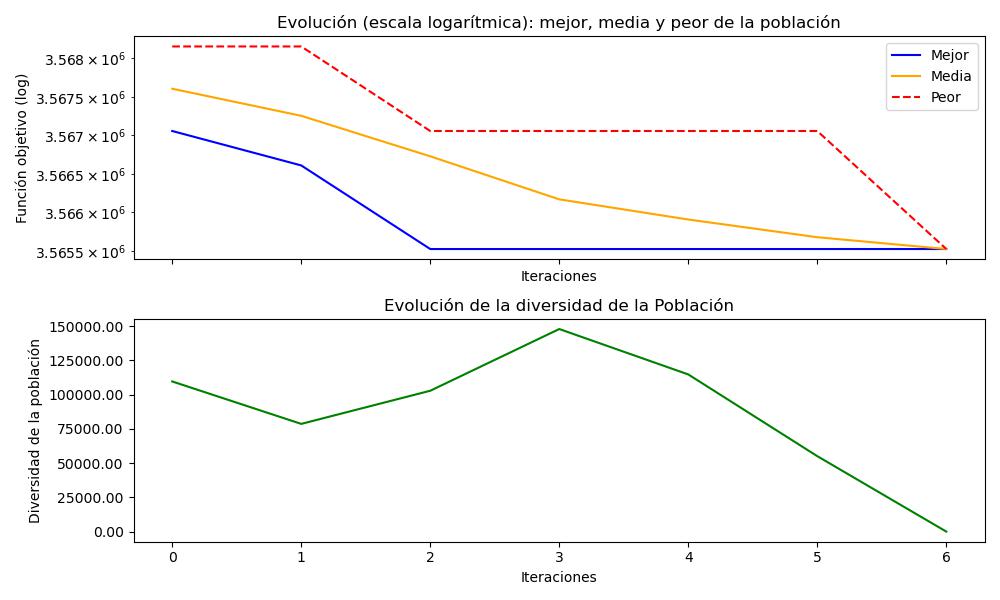 Evolución (escala logarítmica): mejor, media y peor de la población
Función objetivo (log)
3.568 × 10⁶
3.5675 × 10⁶
3.567 × 10⁶
3.5665 × 10⁶
3.566 × 10⁶
3.5655 × 10⁶
Mejor
Media
Peor
Iteraciones
Evolución de la diversidad de la Población
Diversidad de la población
150000.00
125000.00
100000.00
75000.00
50000.00
25000.00
0.00
0 1 2 3 4 5 6
Iteraciones